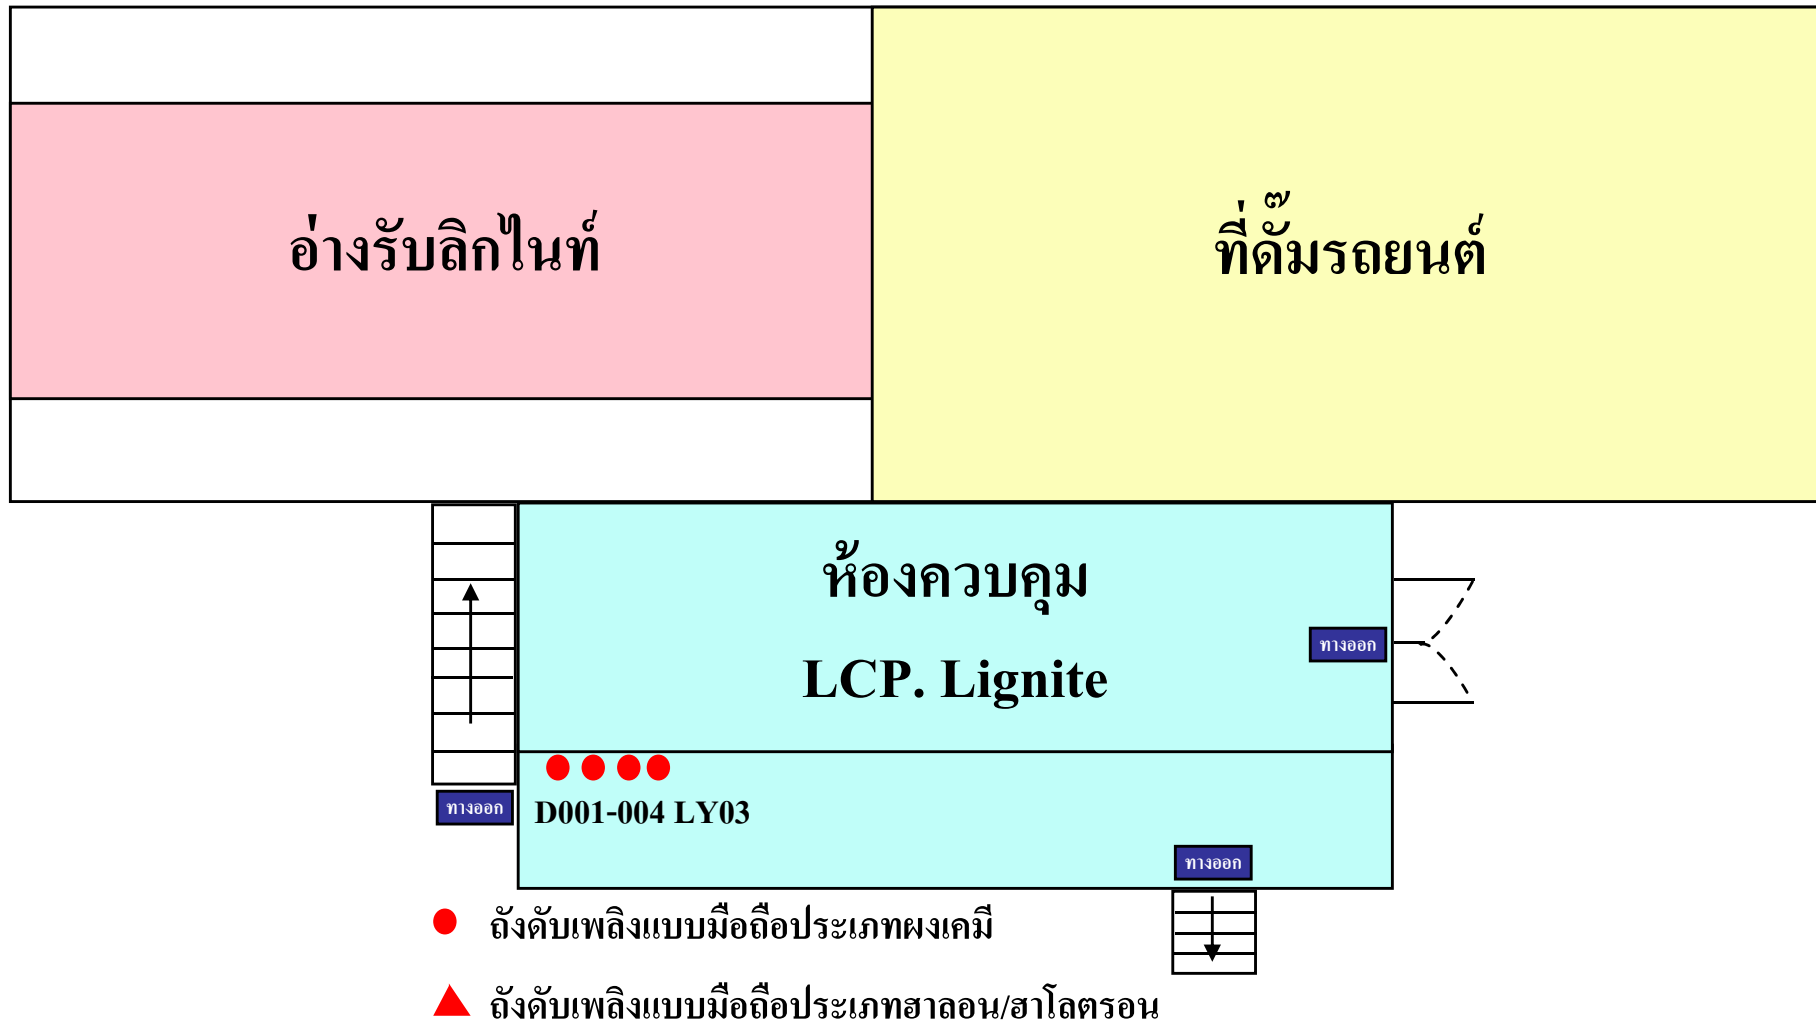 อ่างรับลิกไนท์
ที่ดั๊มรถยนต์
ห้องควบคุม
LCP. Lignite
ทางออก
ทางออก
D001-004 LY03
ทางออก
ถังดับเพลิงแบบมือถือประเภทผงเคมี
ถังดับเพลิงแบบมือถือประเภทฮาลอน/ฮาโลตรอน